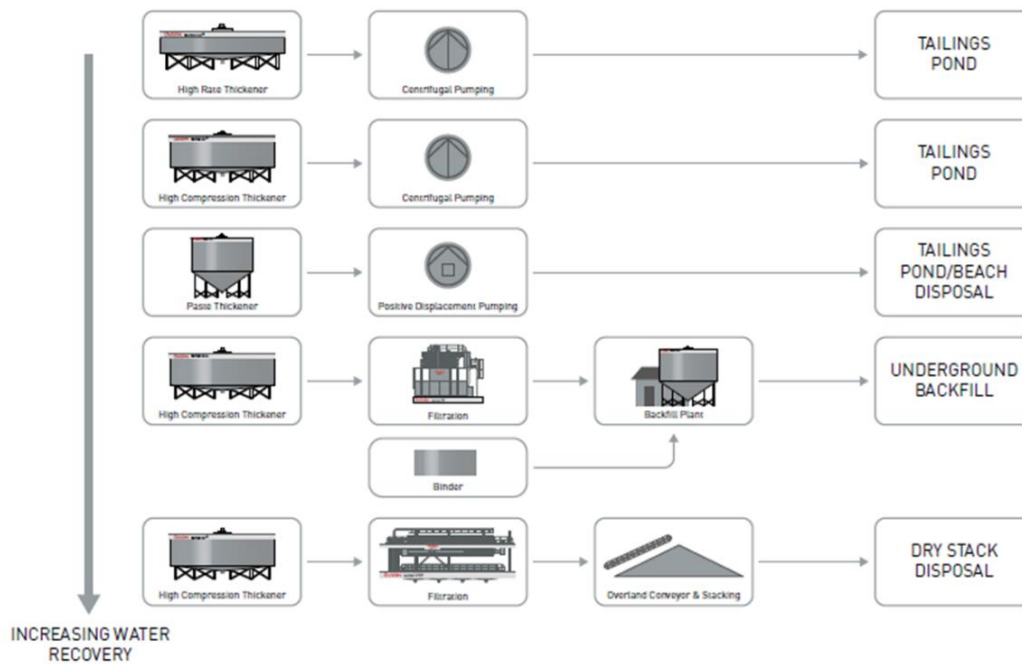 High Rate Thickener
Centrifugal Pumping
TAILINGS
POND
High Compression Thickener
Centrifugal Pumping
TAILINGS
POND
Paste Thickener
Positive Displacement Pumping
TAILINGS
POND/BEACH
DISPOSAL
High Compression Thickener
Filtration
Backfill Plant
UNDERGROUND
BACKFILL
Binder
High Compression Thickener
Filtration
Overland Conveyor & Stacking
DRY STACK
DISPOSAL
INCREASING WATER
RECOVERY